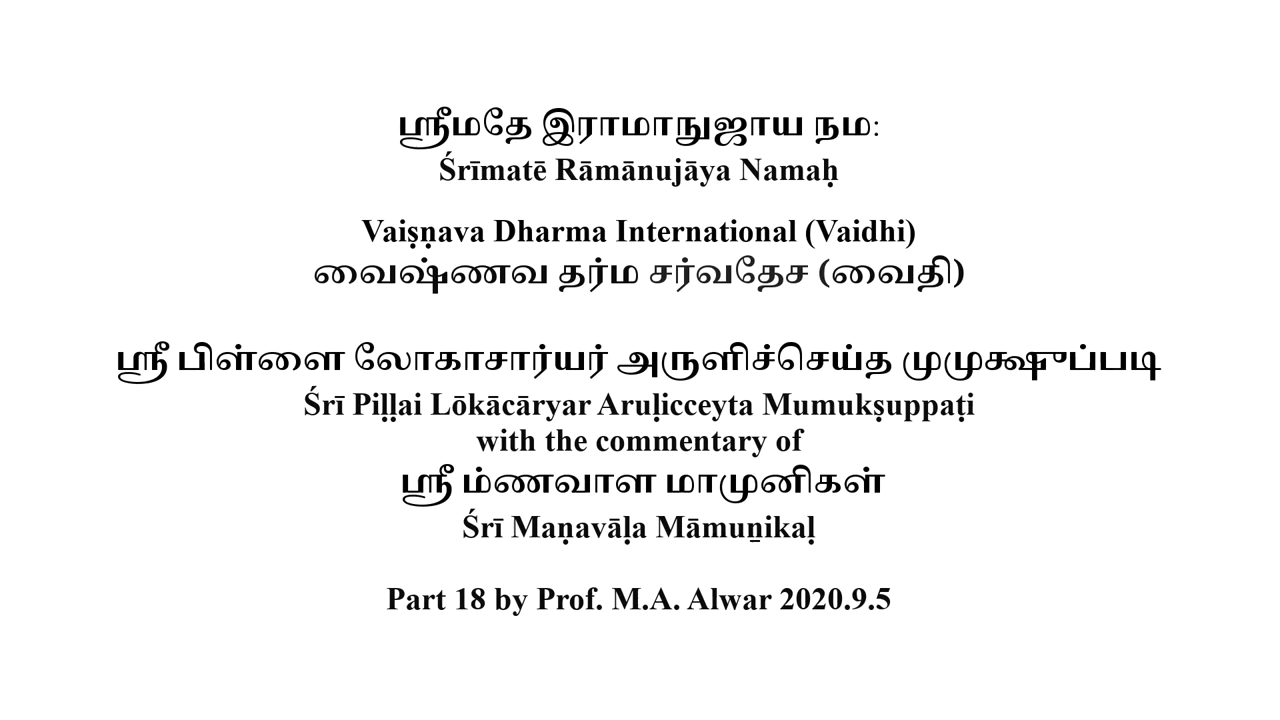 ஸ்ரீமதே இராமாநுஜாய நம:
Śrīmatē Rāmānujāya Namaḥ
Vaiṣṇava Dharma International (Vaidhi)
வைஷ்ணவ தர்ம சர்வதேச (வைதி)
ஸ்ரீ பிள்ளை லோகாசார்யர் அருளிச்செய்த முமுக்ஷுப்படி
Śrī Piḷḷai Lōkācāryar Aruḷicceyta Mumukṣuppaṭi
with the commentary of
ஸ்ரீ ம்ணவாள மாமுனிகள்
Śrī Maṇavāḷa Māmuṉikaḷ
Part 18 by Prof. M.A. Alwar 2020.9.5